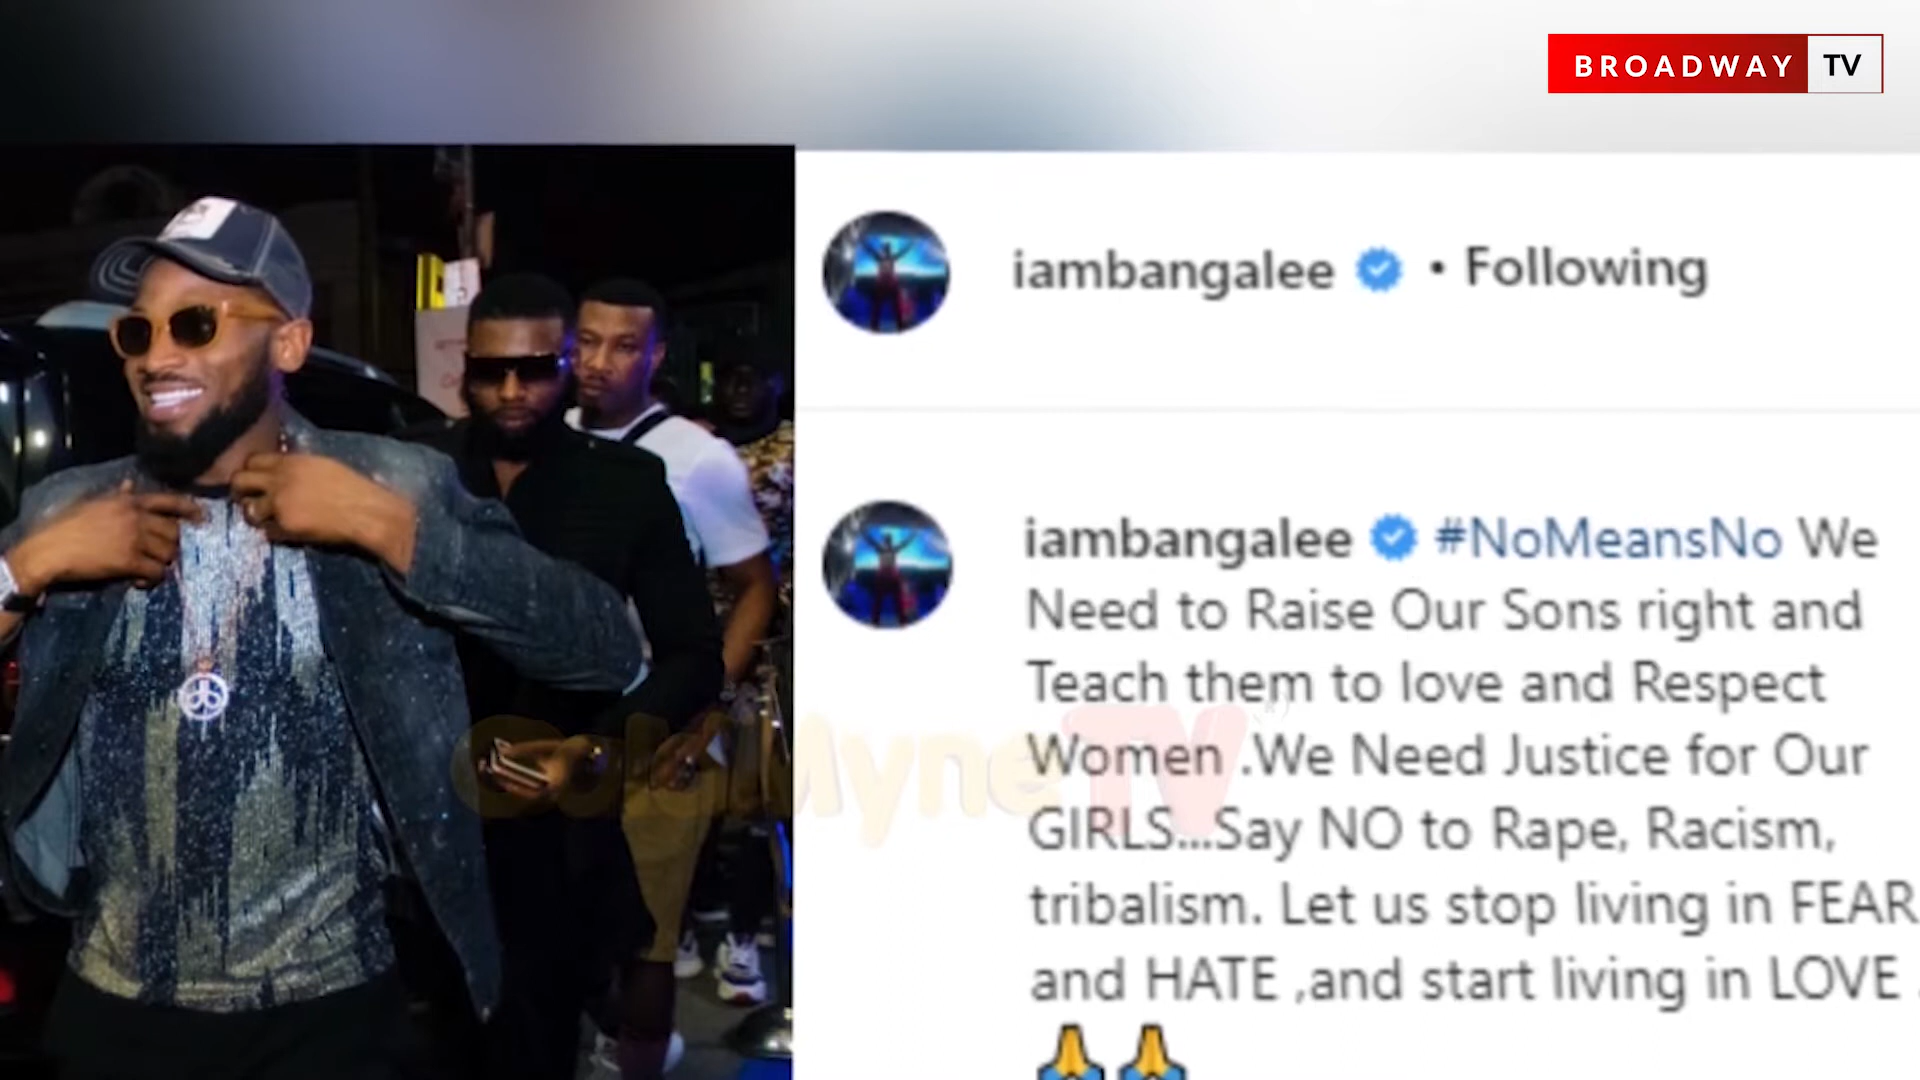 BROADWAY TV
iambangalee • Following
iambangalee #NoMeansNo We
Need to Raise Our Sons right and
Teach them to love and Respect
Women .We Need Justice for Our
GIRLS...Say NO to Rape, Racism,
tribalism. Let us stop living in FEAR
and HATE ,and start living in LOVE .
GoldMyneTV